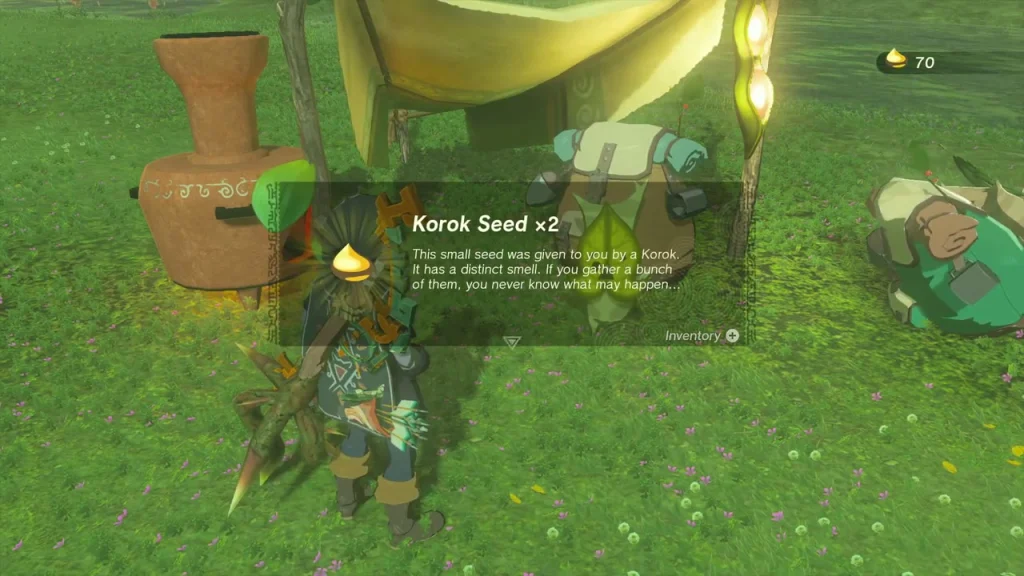 70
Korok Seed ×2
This small seed was given to you by a Korok.
It has a distinct smell. If you gather a bunch
of them, you never know what may happen...
Inventory